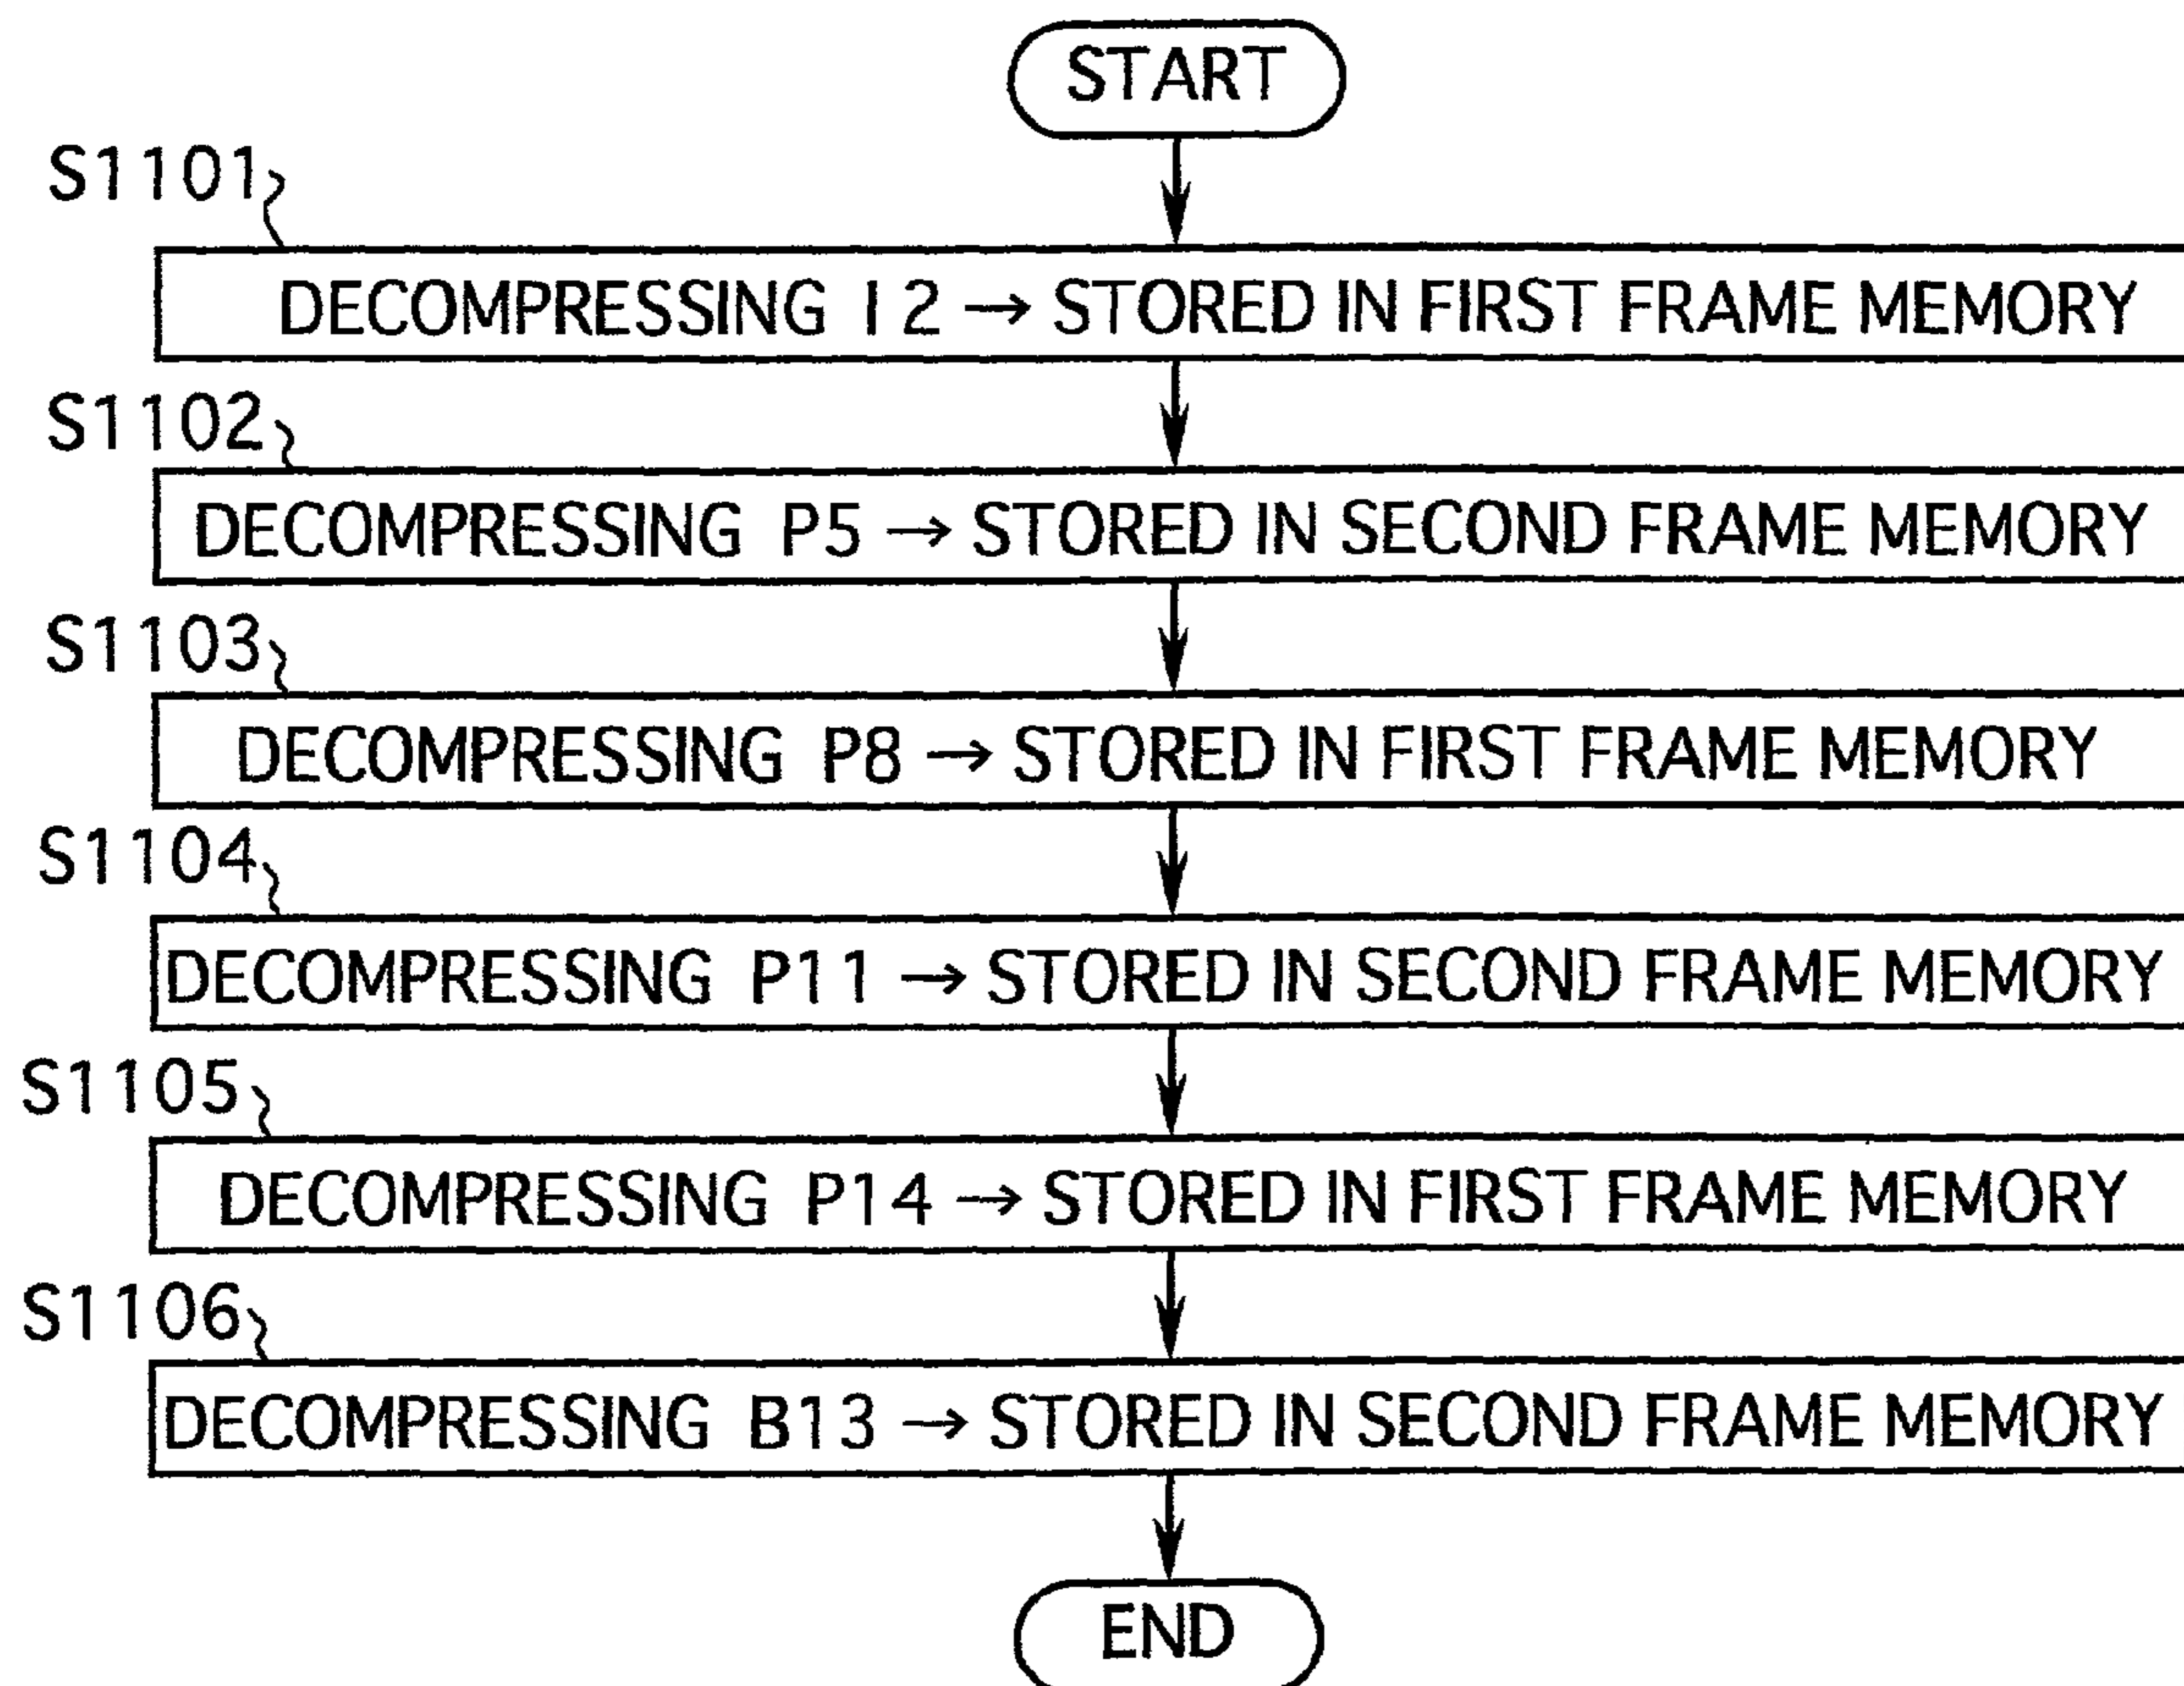 START
S1101
DECOMPRESSING I2 → STORED IN FIRST FRAME MEMORY
S1102
DECOMPRESSING P5 → STORED IN SECOND FRAME MEMORY
S1103
DECOMPRESSING P8 → STORED IN FIRST FRAME MEMORY
S1104
DECOMPRESSING P11 → STORED IN SECOND FRAME MEMORY
S1105
DECOMPRESSING P14 → STORED IN FIRST FRAME MEMORY
S1106
DECOMPRESSING B13 → STORED IN SECOND FRAME MEMORY
END